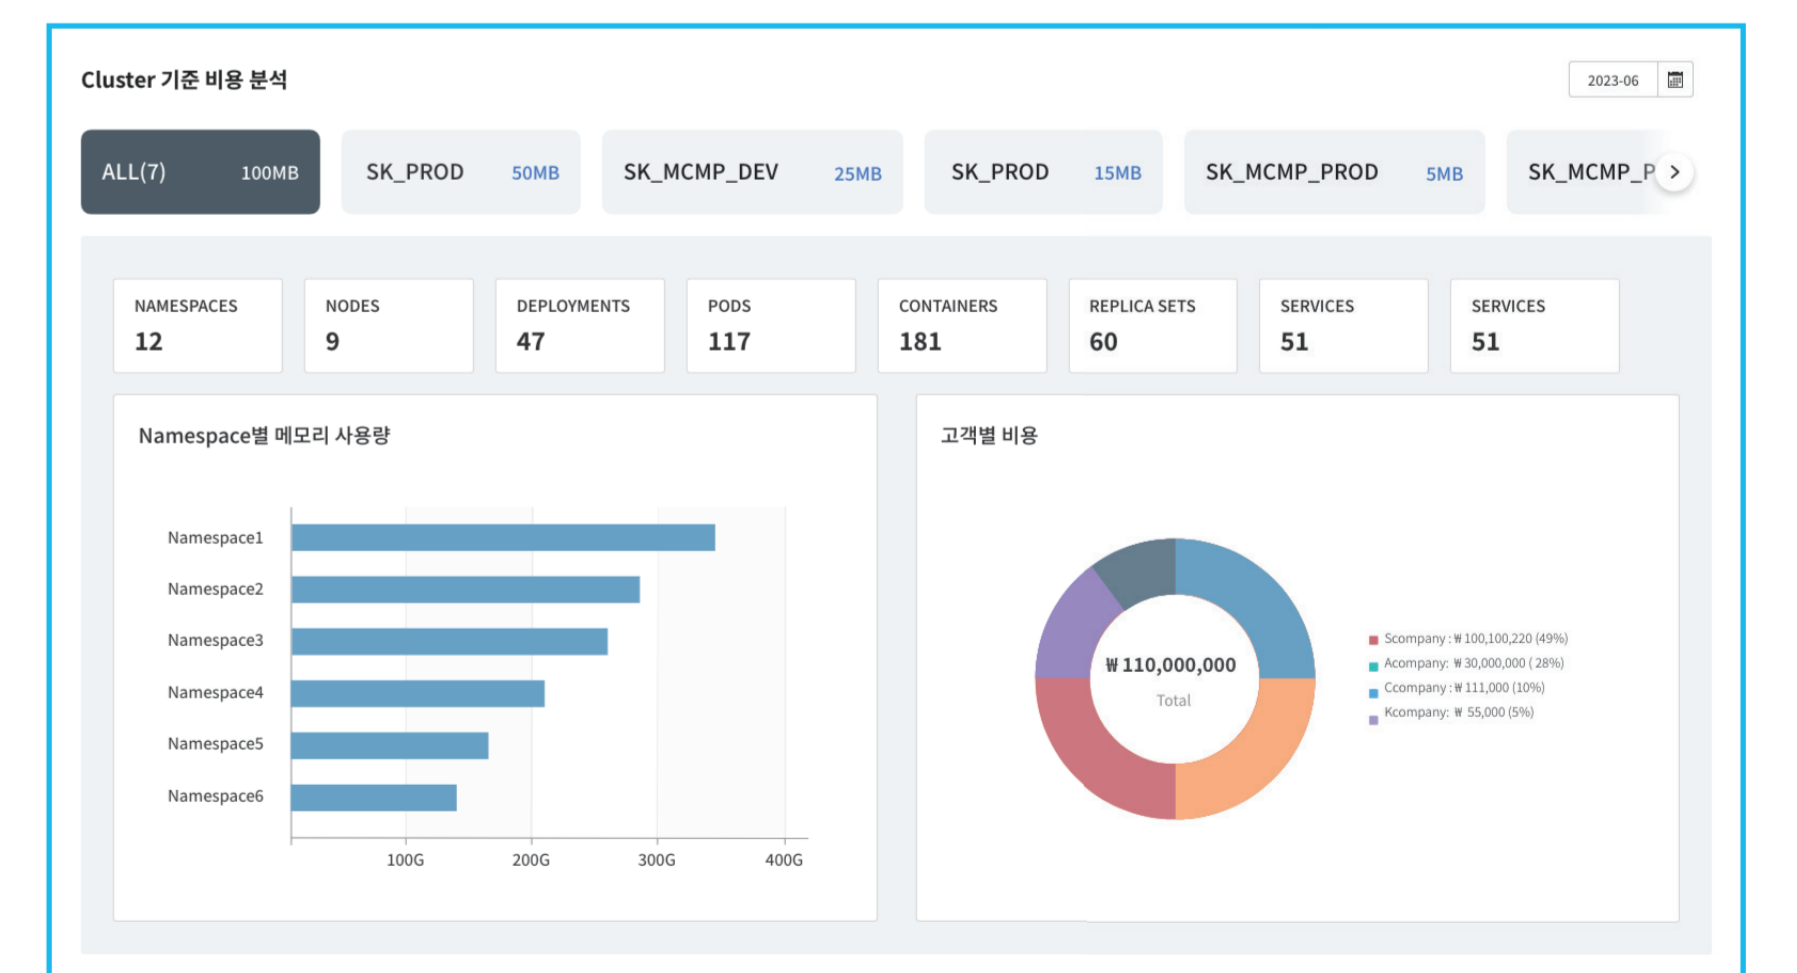 Cluster 기준 비용 분석
2023-06
ALL(7) 100MB
SK_PROD 50MB
SK_MCMP_DEV 25MB
SK_PROD 15MB
SK_MCMP_PROD 5MB
SK_MCMP_P
NAMESPACES
12
NODES
9
DEPLOYMENTS
47
PODS
117
CONTAINERS
181
REPLICA SETS
60
SERVICES
51
SERVICES
51
Namespace별 메모리 사용량
Namespace1
Namespace2
Namespace3
Namespace4
Namespace5
Namespace6
100G 200G 300G 400G
고객별 비용
₩ 110,000,000
Total
Scompany : ₩ 100,100,220 (49%)
Acompany: ₩ 30,000,000 ( 28%)
Ccompany : ₩ 111,000 (10%)
Kcompany: ₩ 55,000 (5%)